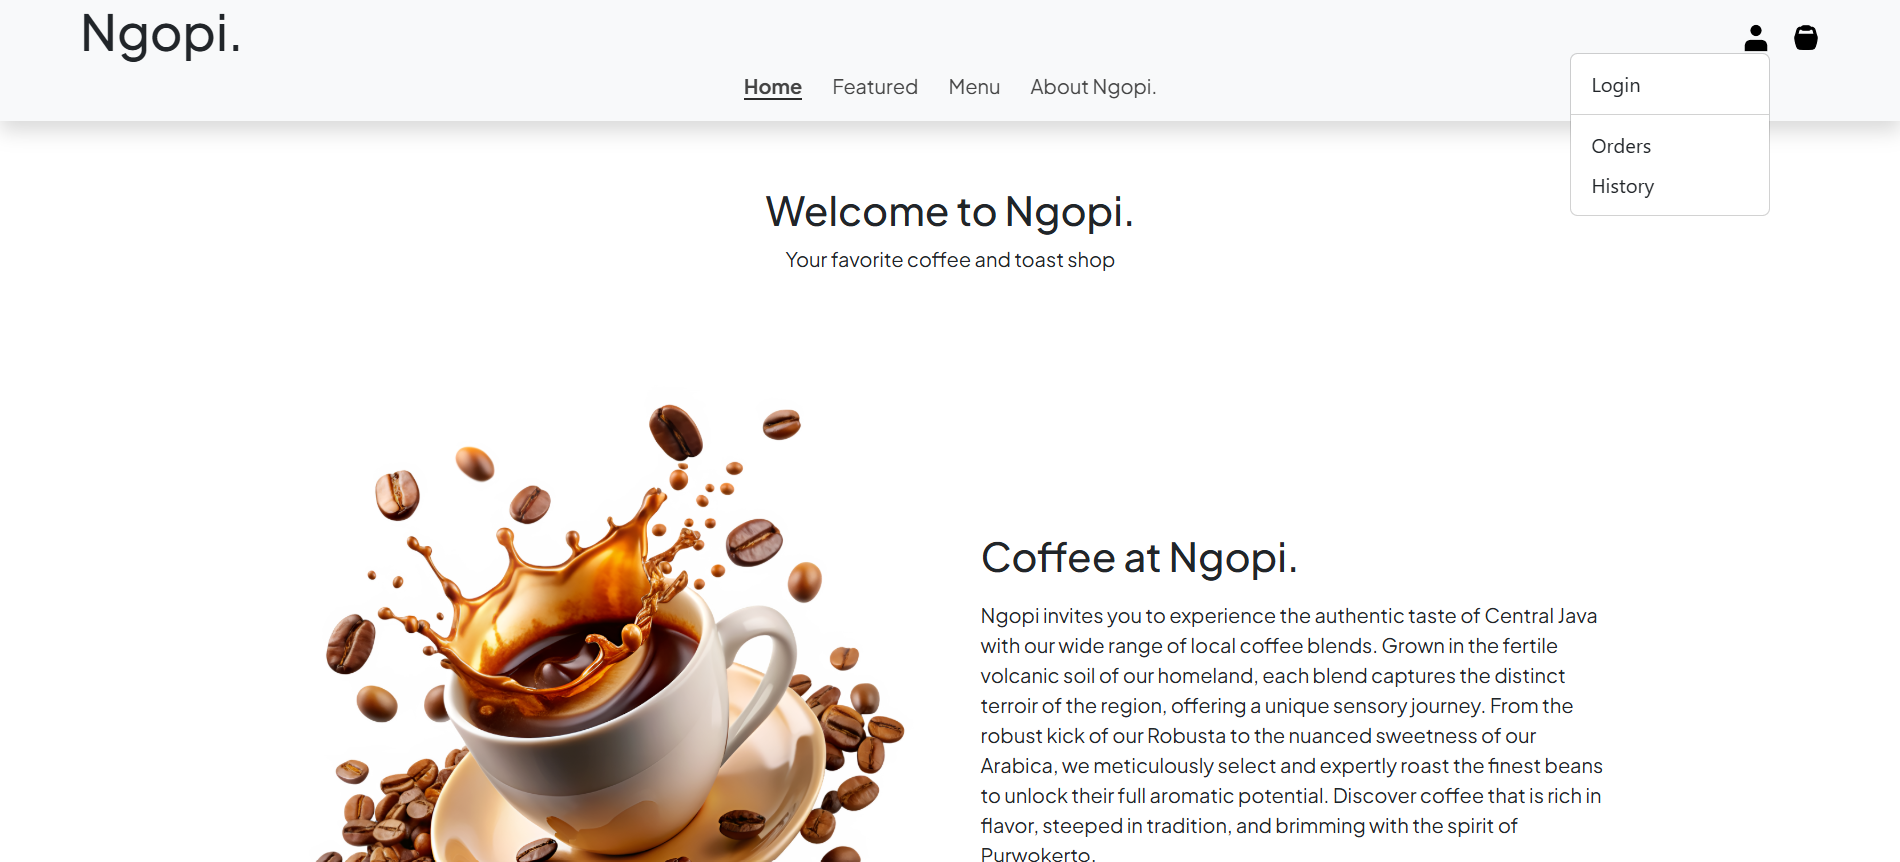 Ngopi.
Home Featured Menu About Ngopi.
Login
Orders
History
Welcome to Ngopi.
Your favorite coffee and toast shop
Coffee at Ngopi.
Ngopi invites you to experience the authentic taste of Central Java
with our wide range of local coffee blends. Grown in the fertile
volcanic soil of our homeland, each blend captures the distinct
terroir of the region, offering a unique sensory journey. From the
robust kick of our Robusta to the nuanced sweetness of our
Arabica, we meticulously select and expertly roast the finest beans
to unlock their full aromatic potential. Discover coffee that is rich in
flavor, steeped in tradition, and brimming with the spirit of
Purwokerto.